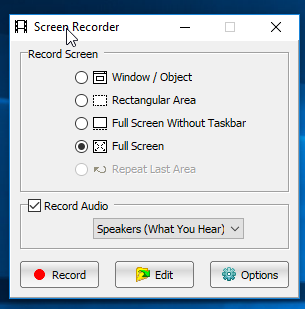 Screen Recorder
Record Screen
Window / Object
Rectangular Area
Full Screen Without Taskbar
Full Screen
Repeat Last Area
Record Audio
Speakers (What You Hear)
Record Edit Options